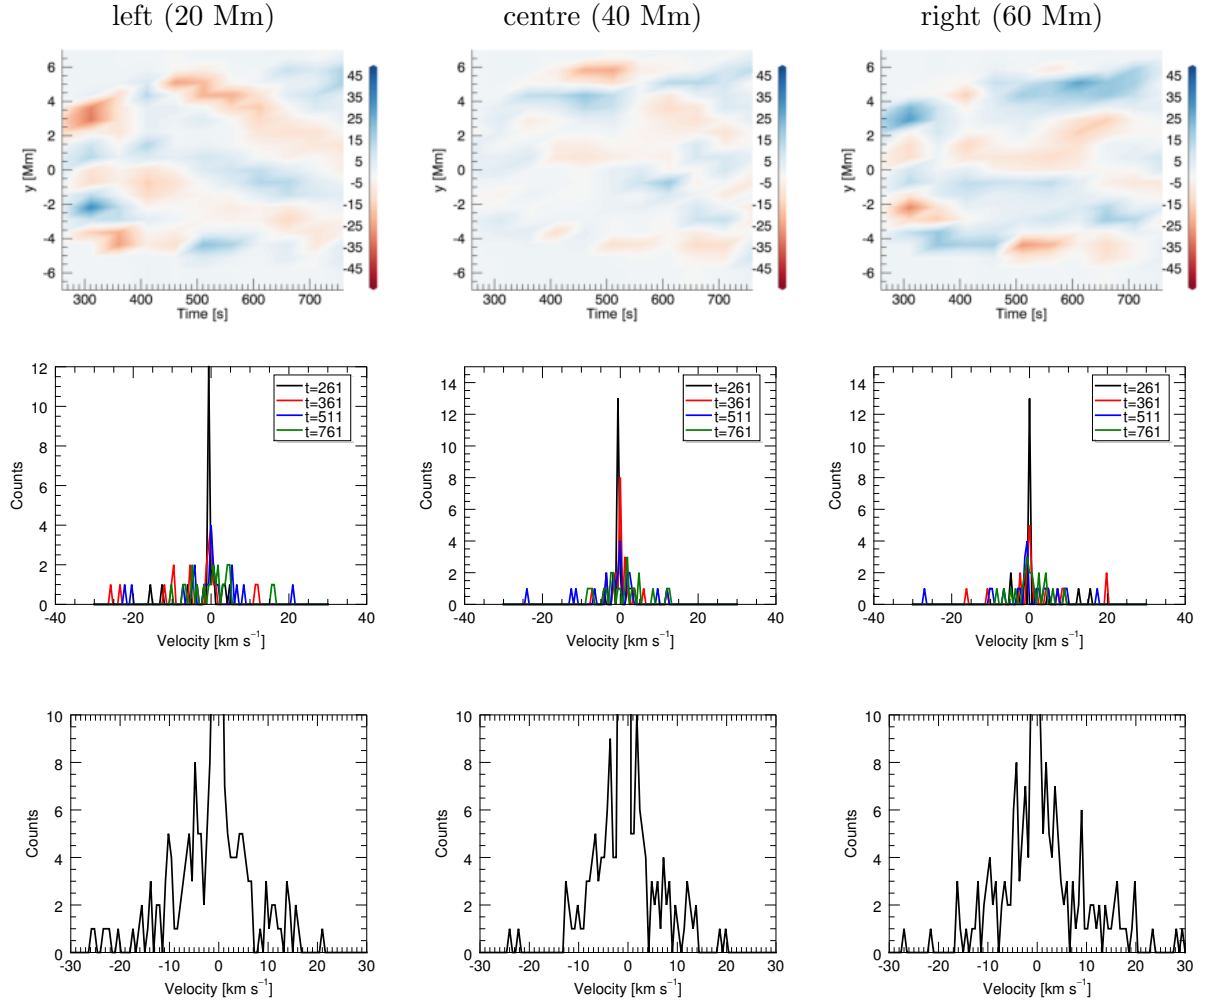 left (20 Mm) centre (40 Mm) right (60 Mm)
6 4 2 0 -2 -4 -6
y [Mm]
300 400 500 600 700
Time [s]
45 35 25 15 5 -5 -15 -25 -35 -45
6 4 2 0 -2 -4 -6
y [Mm]
300 400 500 600 700
Time [s]
45 35 25 15 5 -5 -15 -25 -35 -45
6 4 2 0 -2 -4 -6
y [Mm]
300 400 500 600 700
Time [s]
45 35 25 15 5 -5 -15 -25 -35 -45
12 10 8 6 4 2 0
Counts
t=261
t=361
t=511
t=761
-40 -20 0 20 40
Velocity [km s⁻¹]
14 12 10 8 6 4 2 0
Counts
t=261
t=361
t=511
t=761
-40 -20 0 20 40
Velocity [km s⁻¹]
14 12 10 8 6 4 2 0
Counts
t=261
t=361
t=511
t=761
-40 -20 0 20 40
Velocity [km s⁻¹]
10 8 6 4 2 0
Counts
-30 -20 -10 0 10 20 30
Velocity [km s⁻¹]
10 8 6 4 2 0
Counts
-30 -20 -10 0 10 20 30
Velocity [km s⁻¹]
10 8 6 4 2 0
Counts
-30 -20 -10 0 10 20 30
Velocity [km s⁻¹]